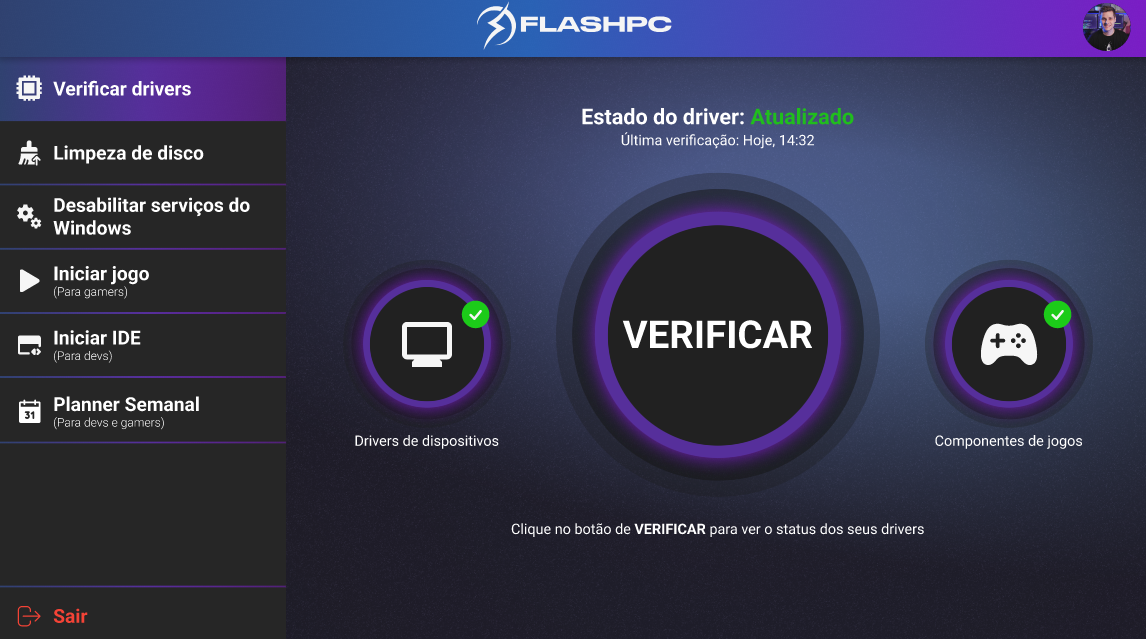 FLASHPC
Verificar drivers
Limpeza de disco
Desabilitar serviços do
Windows
Iniciar jogo
(Para gamers)
Iniciar IDE
(Para devs)
31
Planner Semanal
(Para devs e gamers)
Sair
Estado do driver: Atualizado
Última verificação: Hoje, 14:32
VERIFICAR
Drivers de dispositivos
Componentes de jogos
Clique no botão de VERIFICAR para ver o status dos seus drivers